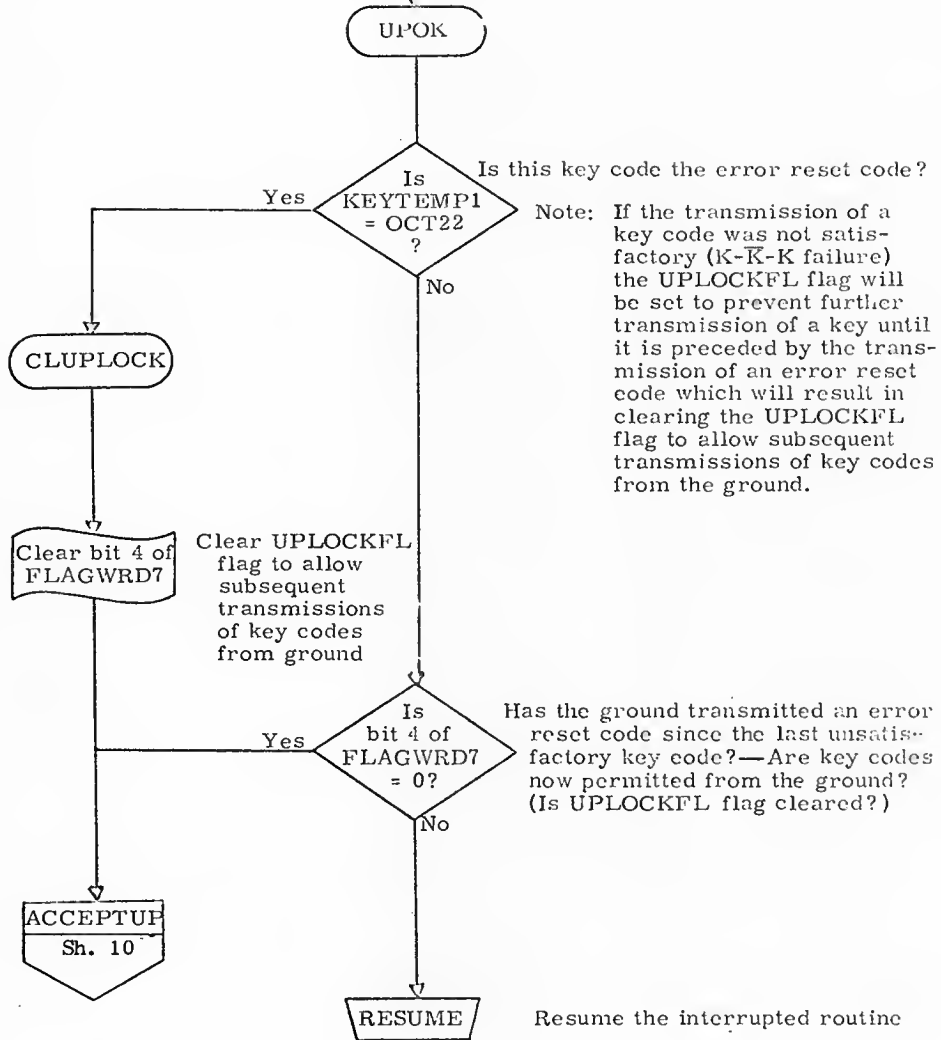 UPOK
Is this key code the error reset code?
Is
KEYTEMP1
= OCT22
?
Yes
No
Note: If the transmission of a
key code was not satis-
factory (K-K̅-K failure)
the UPLOCKFL flag will
be set to prevent further
transmission of a key until
it is preceded by the trans-
mission of an error reset
code which will result in
clearing the UPLOCKFL
flag to allow subsequent
transmissions of key codes
from the ground.
CLUPLOCK
Clear bit 4 of
FLAGWRD7
Clear UPLOCKFL
flag to allow
subsequent
transmissions
of key codes
from ground
Is
bit 4 of
FLAGWRD7
= 0?
Yes
No
Has the ground transmitted an error
reset code since the last unsatis-
factory key code?—Are key codes
now permitted from the ground?
(Is UPLOCKFL flag cleared?)
ACCEPTUP
Sh. 10
RESUME
Resume the interrupted routine